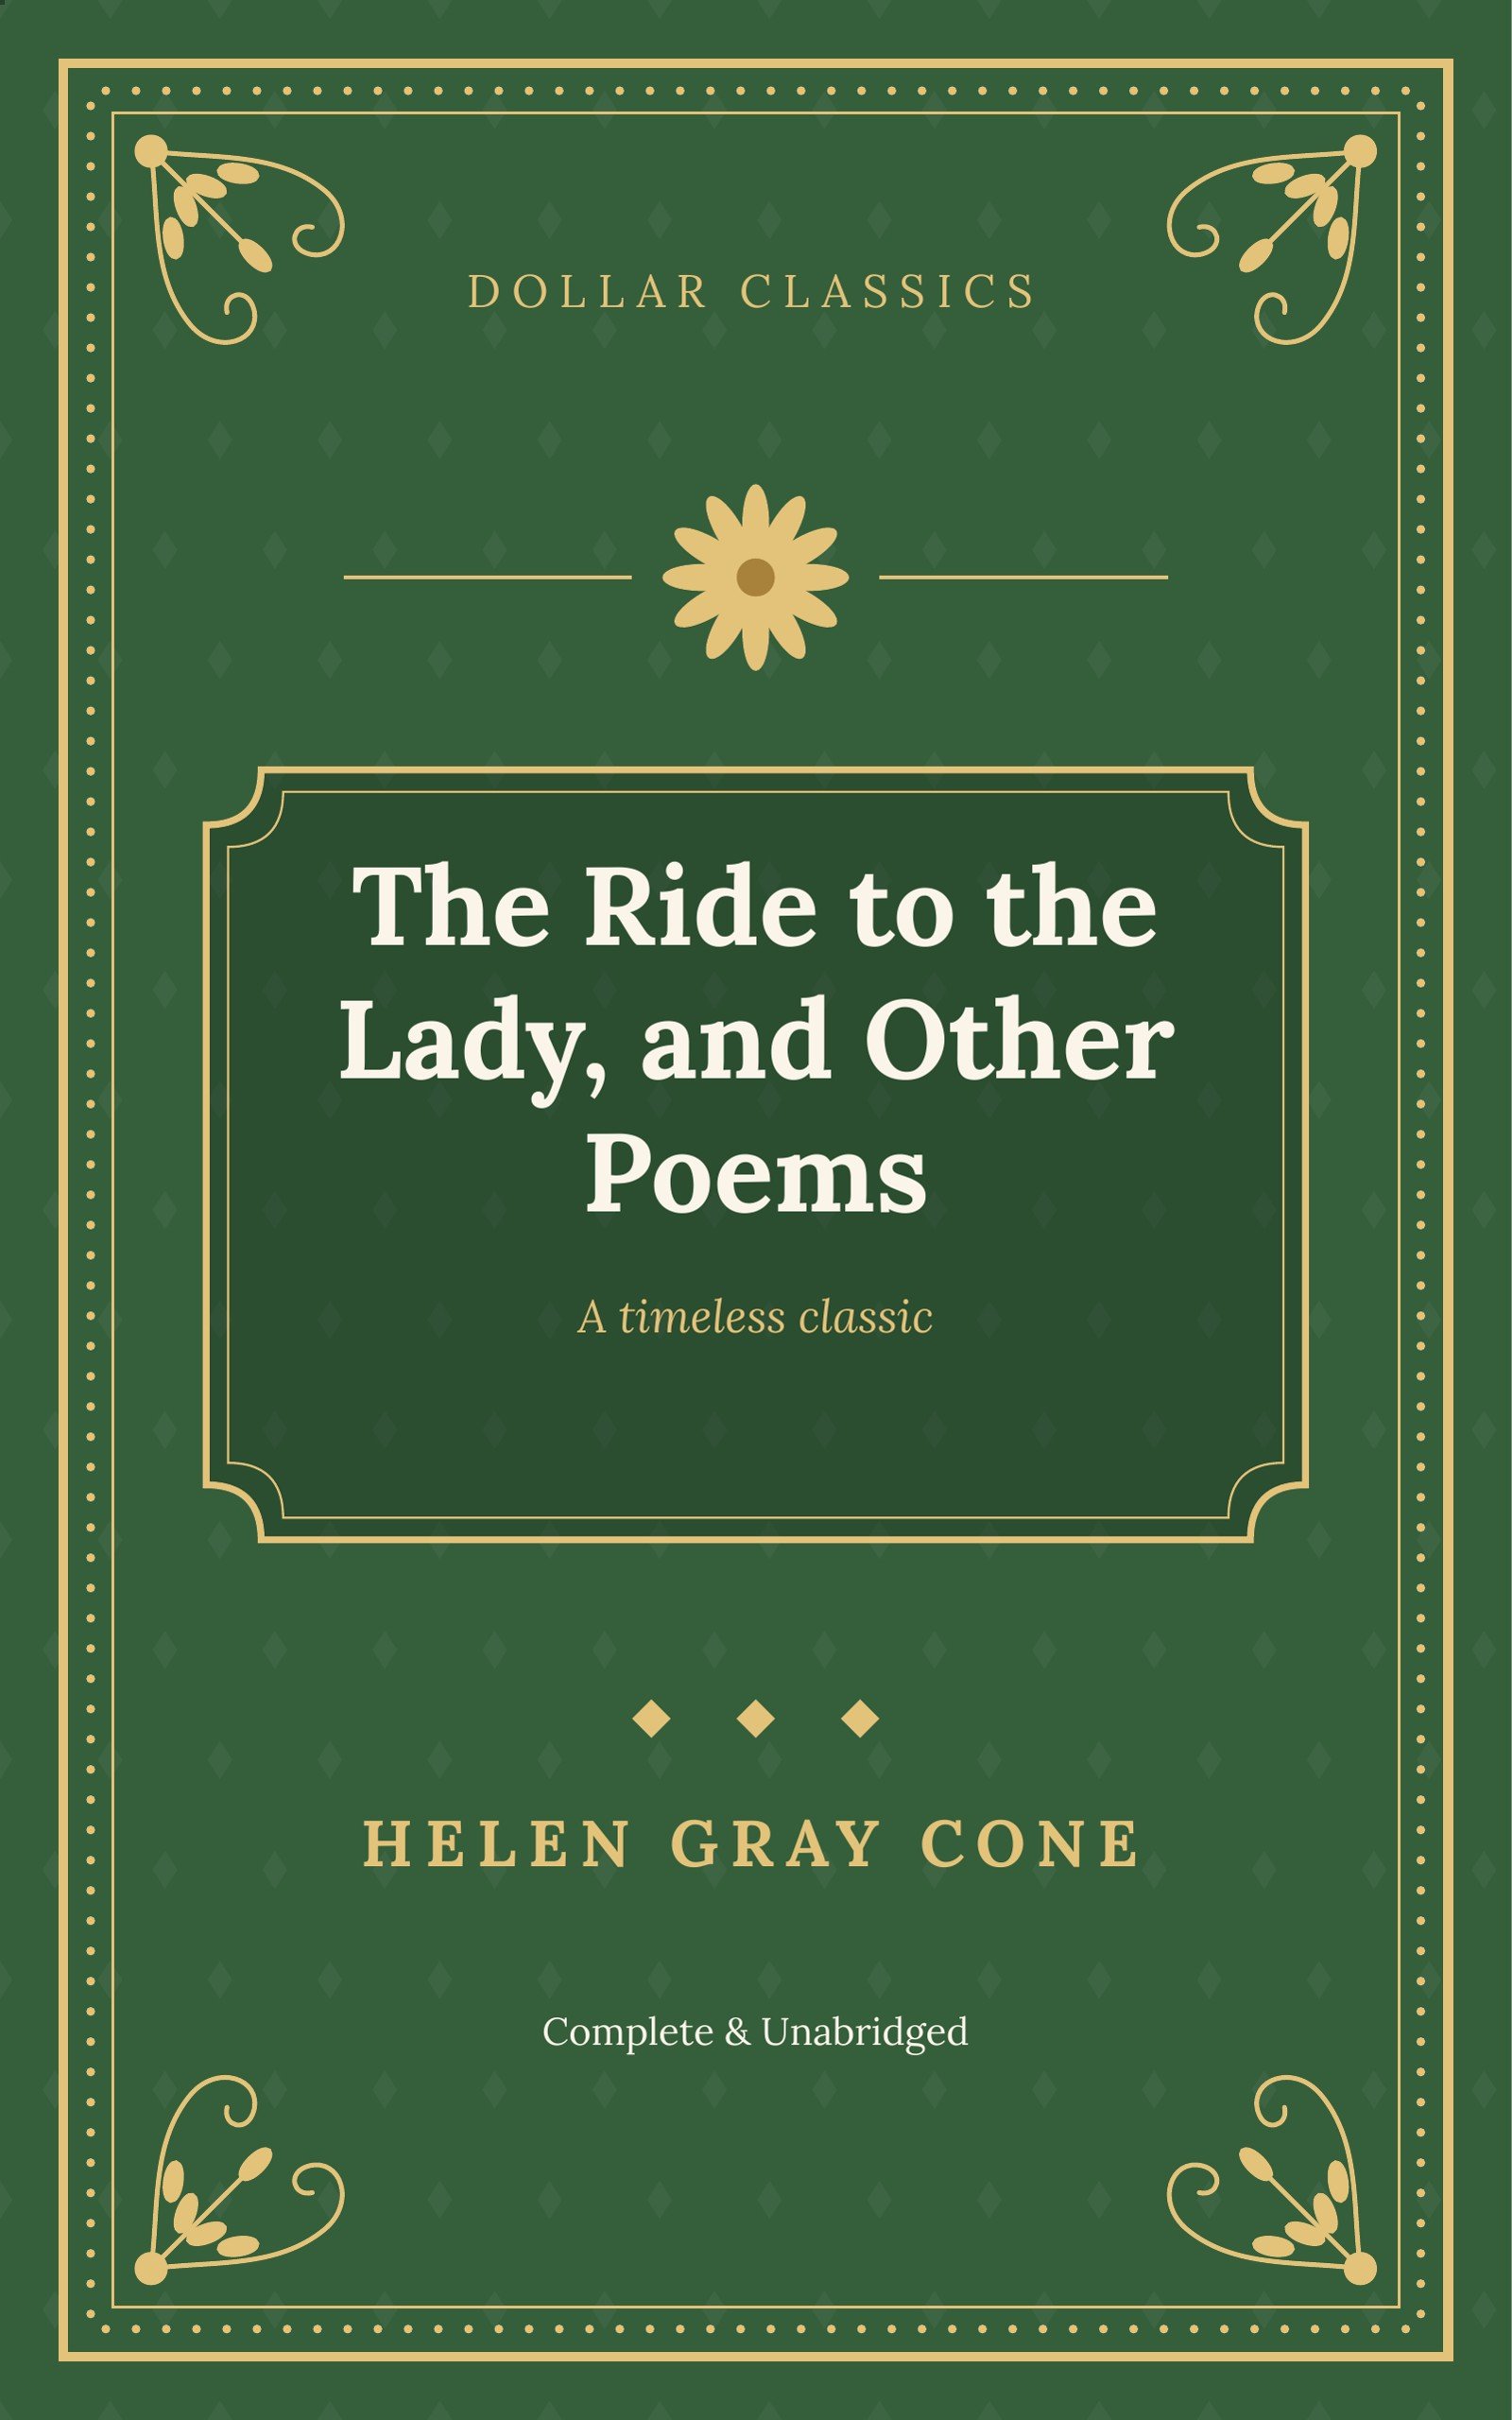 DOLLAR CLASSICS
The Ride to the
Lady, and Other
Poems
A timeless classic
HELEN GRAY CONE
Complete & Unabridged